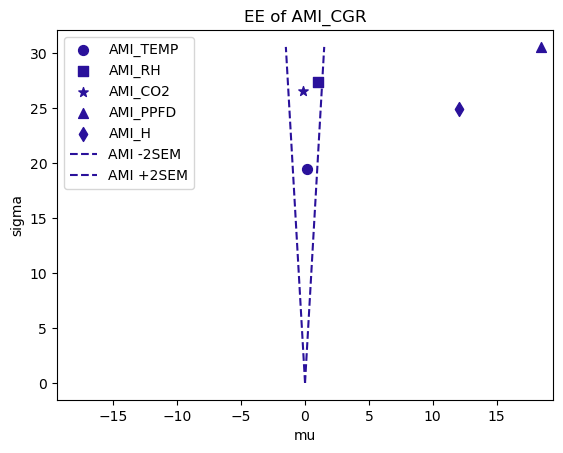 EE of AMI_CGR
AMI_TEMP
AMI_RH
AMI_CO2
AMI_PPFD
AMI_H
AMI -2SEM
AMI +2SEM
sigma
30
25
20
15
10
5
0
−15
−10
−5
0
5
10
15
mu